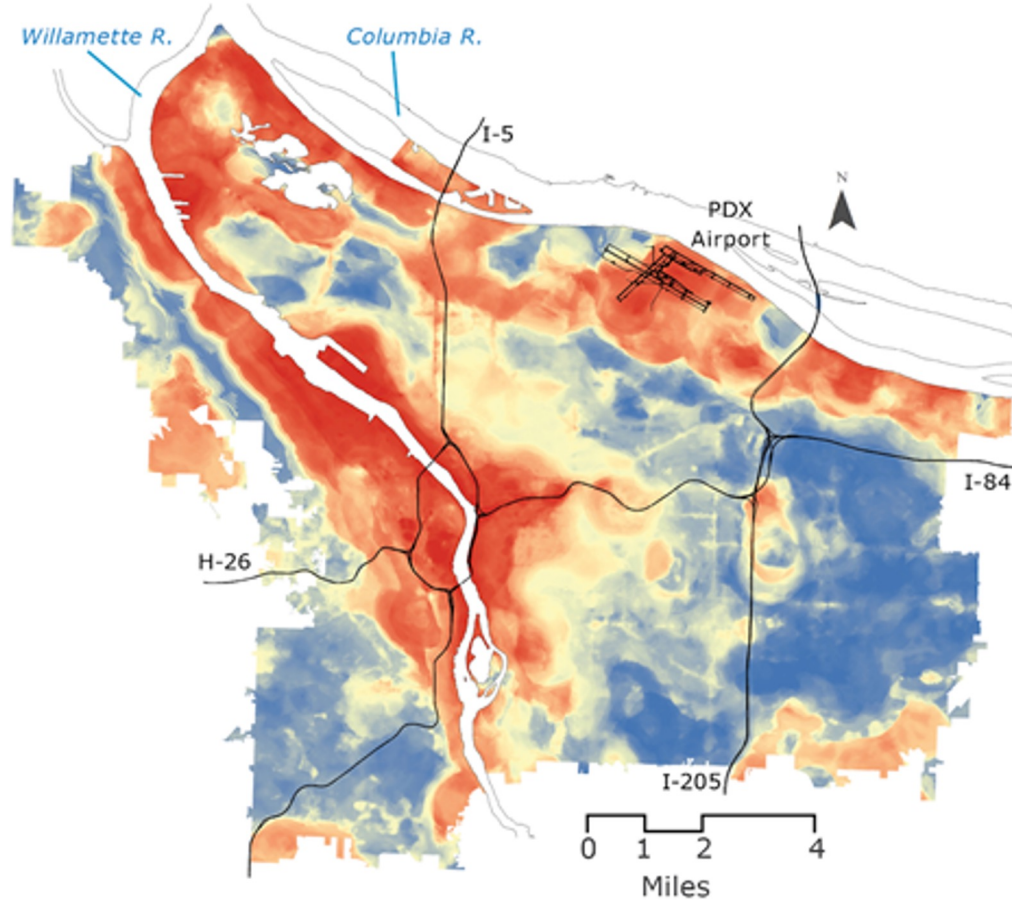 Willamette R.
Columbia R.
I-5
N
PDX
Airport
I-84
H-26
I-205
0 1 2 4
Miles